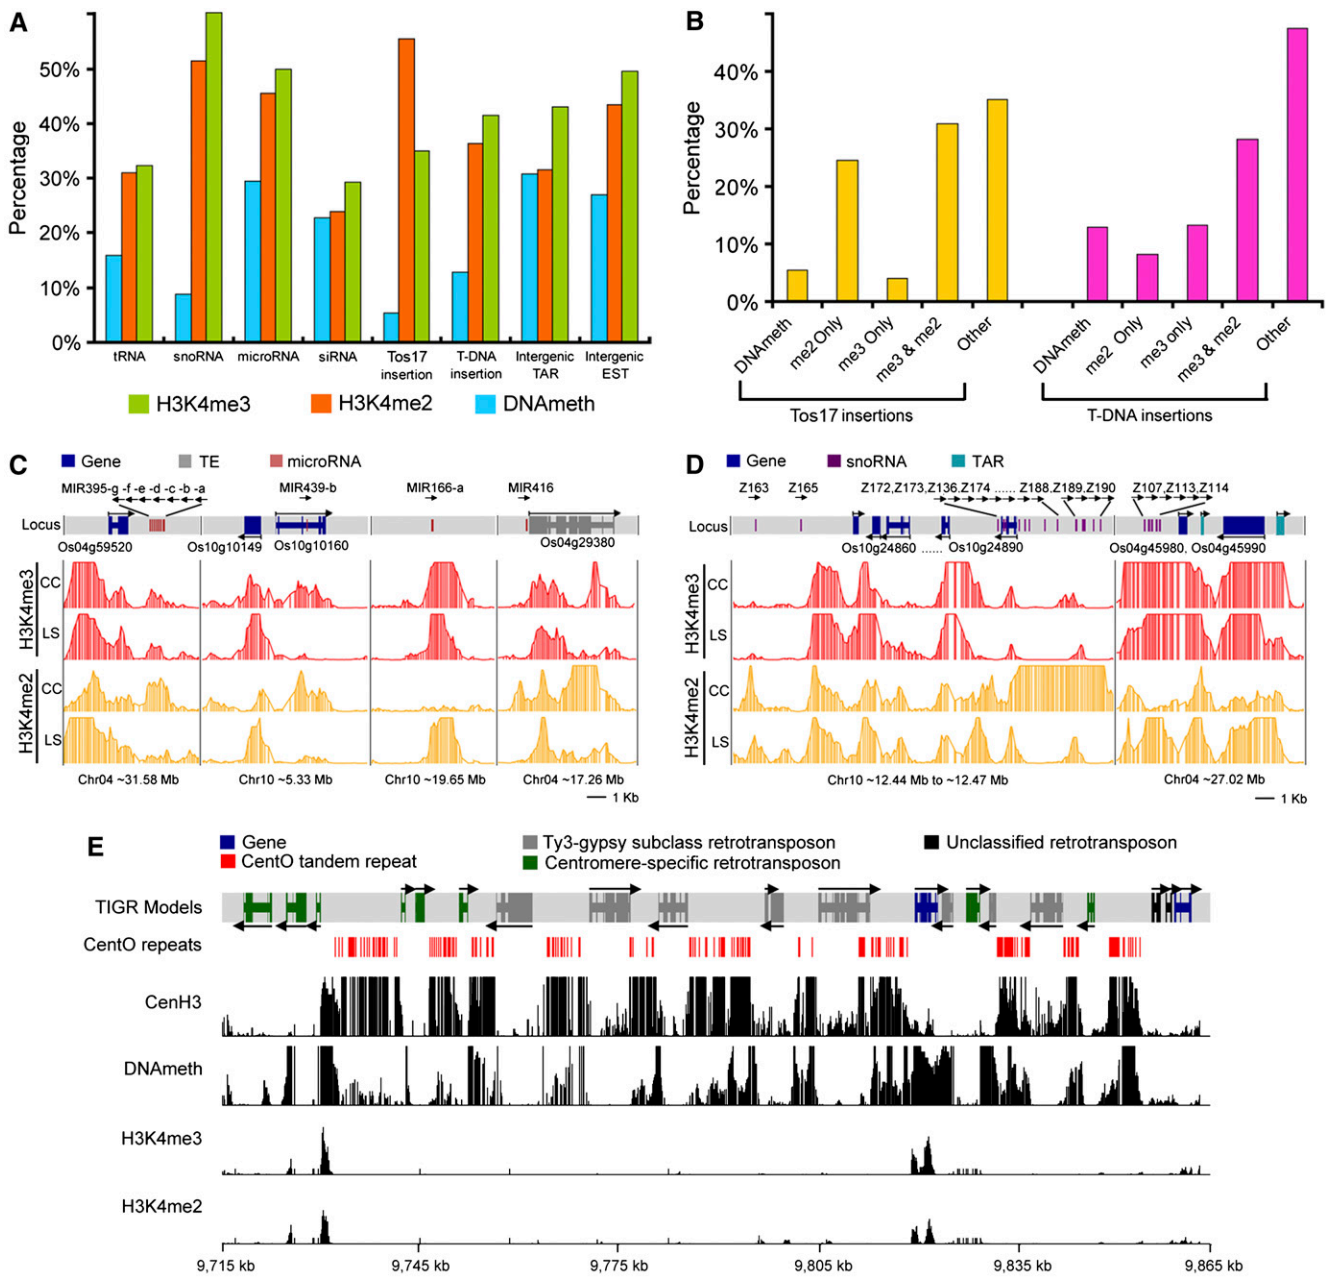 A
Percentage
50%
40%
30%
20%
10%
0%
tRNA snoRNA microRNA siRNA Tos17 insertion T-DNA insertion Intergenic TAR Intergenic EST
H3K4me3 H3K4me2 DNAmeth
B
Percentage
40%
30%
20%
10%
0%
DNAmeth me2 Only me3 Only me3 & me2 Other DNAmeth me2 Only me3 only me3 & me2 Other
Tos17 insertions T-DNA insertions
C
Gene TE microRNA
MIR395-g -f -e -d -c -b -a MIR439-b MIR166-a MIR416
Locus
Os04g59520 Os10g10149 Os10g10160 Os04g29380
H3K4me3
CC
LS
H3K4me2
CC
LS
Chr04 ~31.58 Mb Chr10 ~5.33 Mb Chr10 ~19.65 Mb Chr04 ~17.26 Mb
1 Kb
D
Gene snoRNA TAR
Z163 Z165 Z172,Z173,Z136,Z174 ...... Z188,Z189,Z190 Z107,Z113,Z114
Locus
Os10g24860 ...... Os10g24890 Os04g45980, Os04g45990
H3K4me3
CC
LS
H3K4me2
CC
LS
Chr10 ~12.44 Mb to ~12.47 Mb Chr04 ~27.02 Mb
1 Kb
E
Gene Ty3-gypsy subclass retrotransposon Unclassified retrotransposon
CentO tandem repeat Centromere-specific retrotransposon
TIGR Models
CentO repeats
CenH3
DNAmeth
H3K4me3
H3K4me2
9,715 kb 9,745 kb 9,775 kb 9,805 kb 9,835 kb 9,865 kb